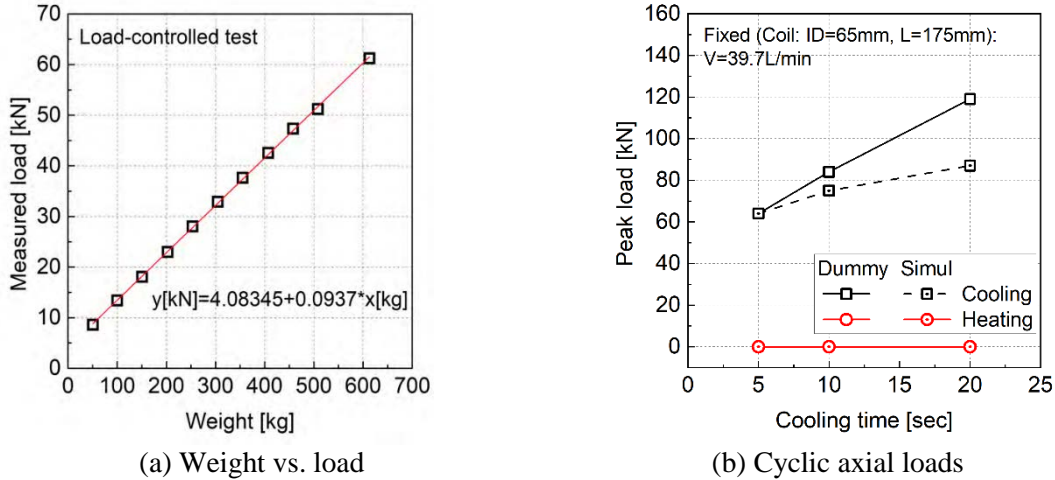 70
60
50
40
30
20
10
0
Measured load [kN]
Load-controlled test
y[kN]=4.08345+0.0937*x[kg]
0 100 200 300 400 500 600 700
Weight [kg]
(a) Weight vs. load
160
140
120
100
80
60
40
20
0
Peak load [kN]
Fixed (Coil: ID=65mm, L=175mm):
V=39.7L/min
Dummy Simul
Cooling
Heating
0 5 10 15 20 25
Cooling time [sec]
(b) Cyclic axial loads